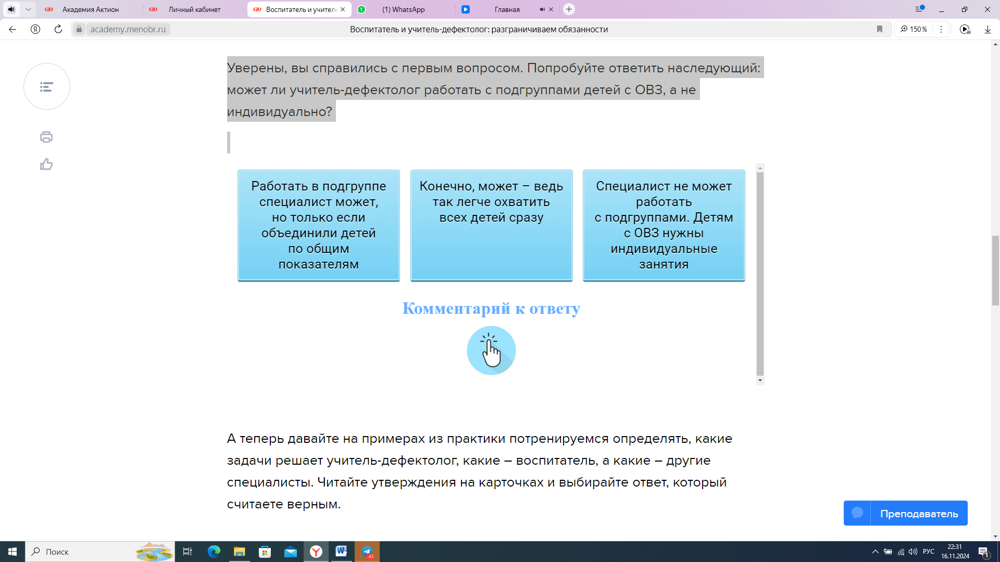 Академия Актион
Личный кабинет
Воспитатель и учитель
(1) WhatsApp
Главная
academy.menobr.ru
Воспитатель и учитель-дефектолог: разграничиваем обязанности
150 %
Уверены, вы справились с первым вопросом. Попробуйте ответить наследующий:
может ли учитель-дефектолог работать с подгруппами детей с ОВЗ, а не
индивидуально?
Работать в подгруппе
специалист может,
но только если
объединили детей
по общим
показателям
Конечно, может – ведь
так легче охватить
всех детей сразу
Специалист не может
работать
с подгруппами. Детям
с ОВЗ нужны
индивидуальные
занятия
Комментарий к ответу
А теперь давайте на примерах из практики потренируемся определять, какие
задачи решает учитель-дефектолог, какие – воспитатель, а какие – другие
специалисты. Читайте утверждения на карточках и выбирайте ответ, который
считаете верным.
Преподаватель
Поиск
РУС
22:31
16.11.2024